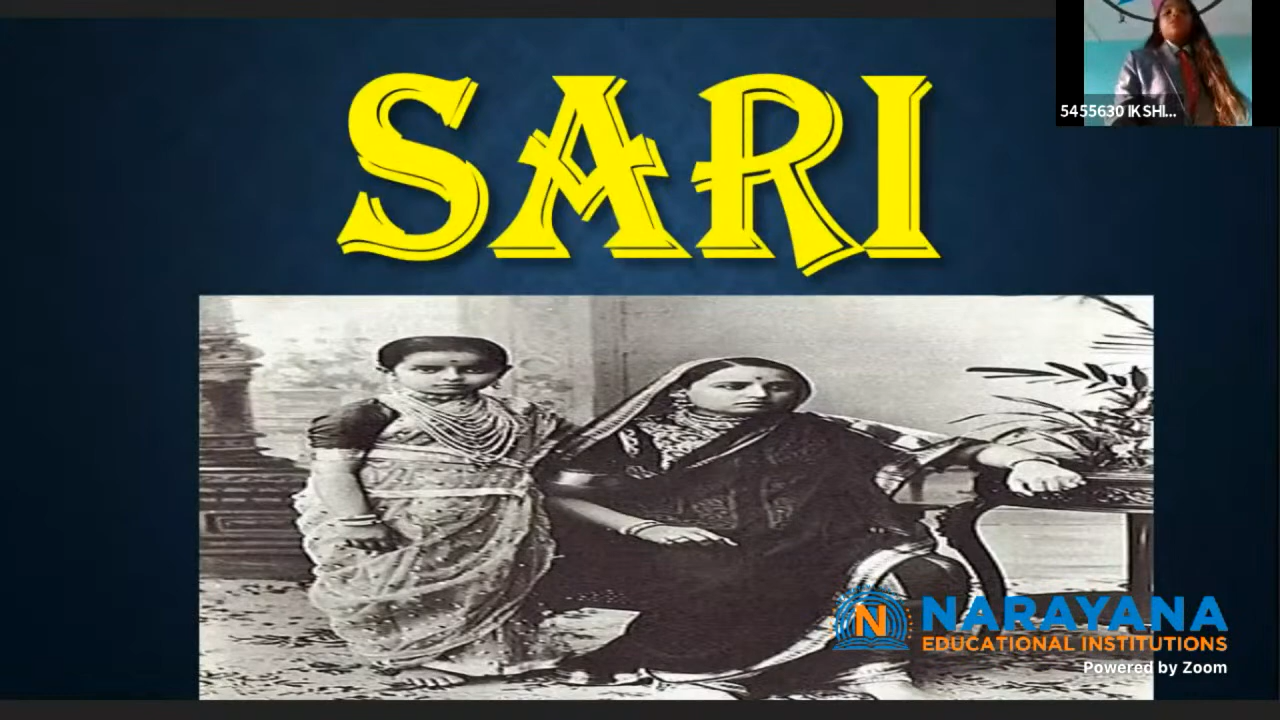 SARI
5455630 IK SHI...
N
NARAYANA
EDUCATIONAL INSTITUTIONS
Powered by Zoom